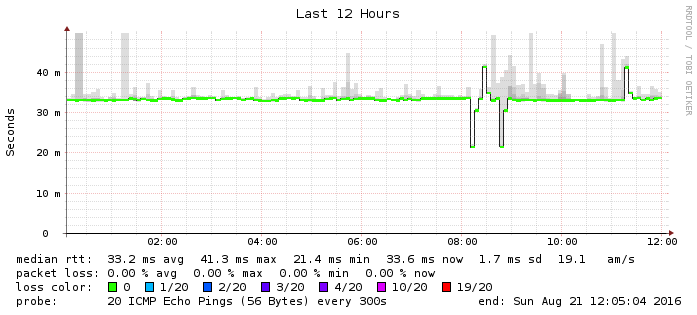 Last 12 Hours
RRDTOOL / TOBI OETIKER
Seconds
40 m
30 m
20 m
10 m
0
02:00 04:00 06:00 08:00 10:00 12:00
median rtt: 33.2 ms avg 41.3 ms max 21.4 ms min 33.6 ms now 1.7 ms sd 19.1 am/s
packet loss: 0.00 % avg 0.00 % max 0.00 % min 0.00 % now
loss color: 0 1/20 2/20 3/20 4/20 10/20 19/20
probe: 20 ICMP Echo Pings (56 Bytes) every 300s end: Sun Aug 21 12:05:04 2016